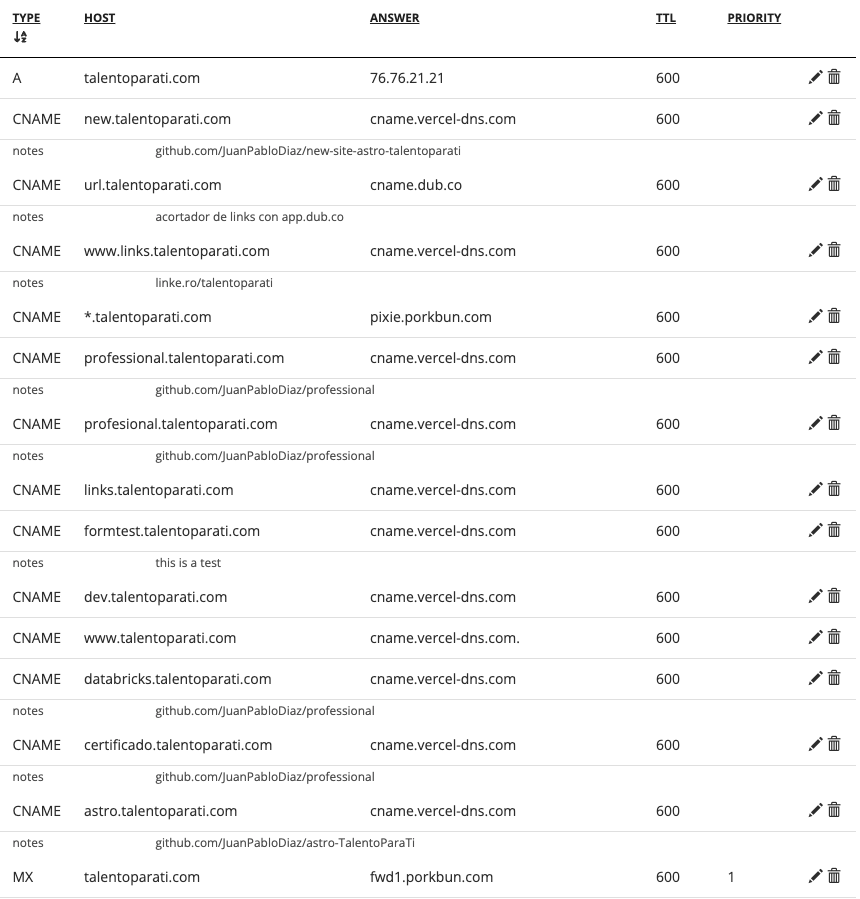 TYPE HOST ANSWER TTL PRIORITY
A talentoparati.com 76.76.21.21 600
CNAME new.talentoparati.com cname.vercel-dns.com 600
notes github.com/JuanPabloDiaz/new-site-astro-talentoparati
CNAME url.talentoparati.com cname.dub.co 600
notes acortador de links con app.dub.co
CNAME www.links.talentoparati.com cname.vercel-dns.com 600
notes linke.ro/talentoparati
CNAME *.talentoparati.com pixie.porkbun.com 600
CNAME professional.talentoparati.com cname.vercel-dns.com 600
notes github.com/JuanPabloDiaz/professional
CNAME profesional.talentoparati.com cname.vercel-dns.com 600
notes github.com/JuanPabloDiaz/professional
CNAME links.talentoparati.com cname.vercel-dns.com 600
CNAME formtest.talentoparati.com cname.vercel-dns.com 600
notes this is a test
CNAME dev.talentoparati.com cname.vercel-dns.com 600
CNAME www.talentoparati.com cname.vercel-dns.com. 600
CNAME databricks.talentoparati.com cname.vercel-dns.com 600
notes github.com/JuanPabloDiaz/professional
CNAME certificado.talentoparati.com cname.vercel-dns.com 600
notes github.com/JuanPabloDiaz/professional
CNAME astro.talentoparati.com cname.vercel-dns.com 600
notes github.com/JuanPabloDiaz/astro-TalentoParaTi
MX talentoparati.com fwd1.porkbun.com 600 1